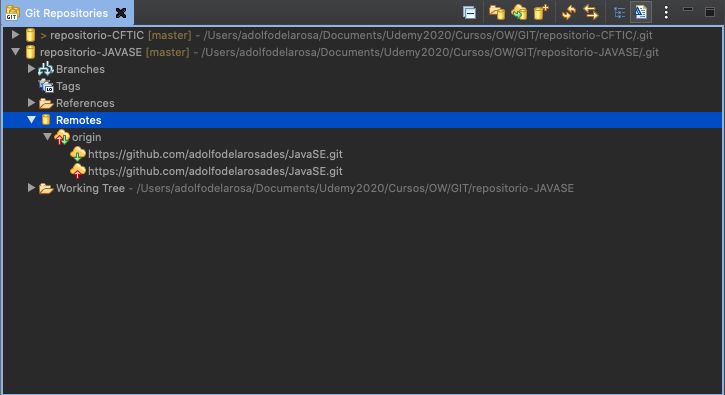 GIT Git Repositories
> repositorio-CFTIC [master] - /Users/adolfodelarosa/Documents/Udemy2020/Cursos/OW/GIT/repositorio-CFTIC/.git
repositorio-JAVASE [master] - /Users/adolfodelarosa/Documents/Udemy2020/Cursos/OW/GIT/repositorio-JAVASE/.git
Branches
Tags
References
Remotes
origin
https://github.com/adolfodelarosades/JavaSE.git
https://github.com/adolfodelarosades/JavaSE.git
Working Tree - /Users/adolfodelarosa/Documents/Udemy2020/Cursos/OW/GIT/repositorio-JAVASE